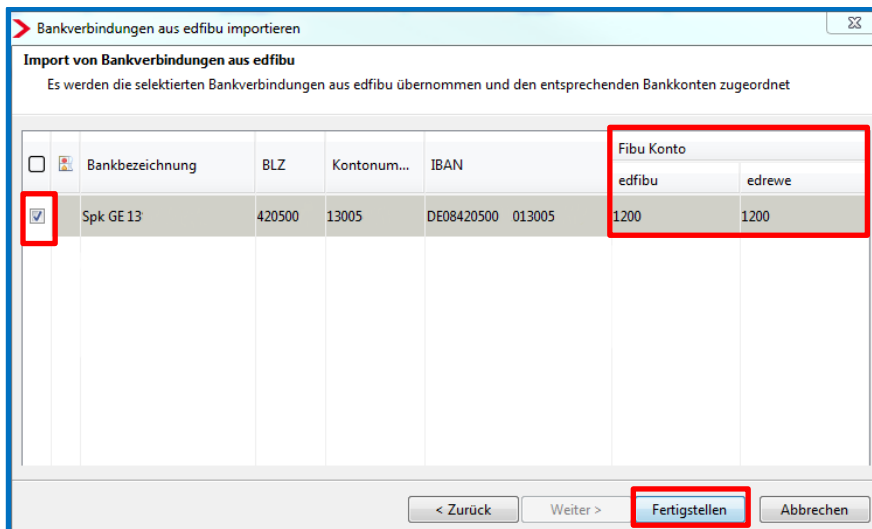 Bankverbindungen aus edfibu importieren
Import von Bankverbindungen aus edfibu
Es werden die selektierten Bankverbindungen aus edfibu übernommen und den entsprechenden Bankkonten zugeordnet
Bankbezeichnung BLZ Kontonum... IBAN Fibu Konto
edfibu edrewe
Spk GE 13 420500 13005 DE08420500 013005 1200 1200
< Zurück Weiter > Fertigstellen Abbrechen